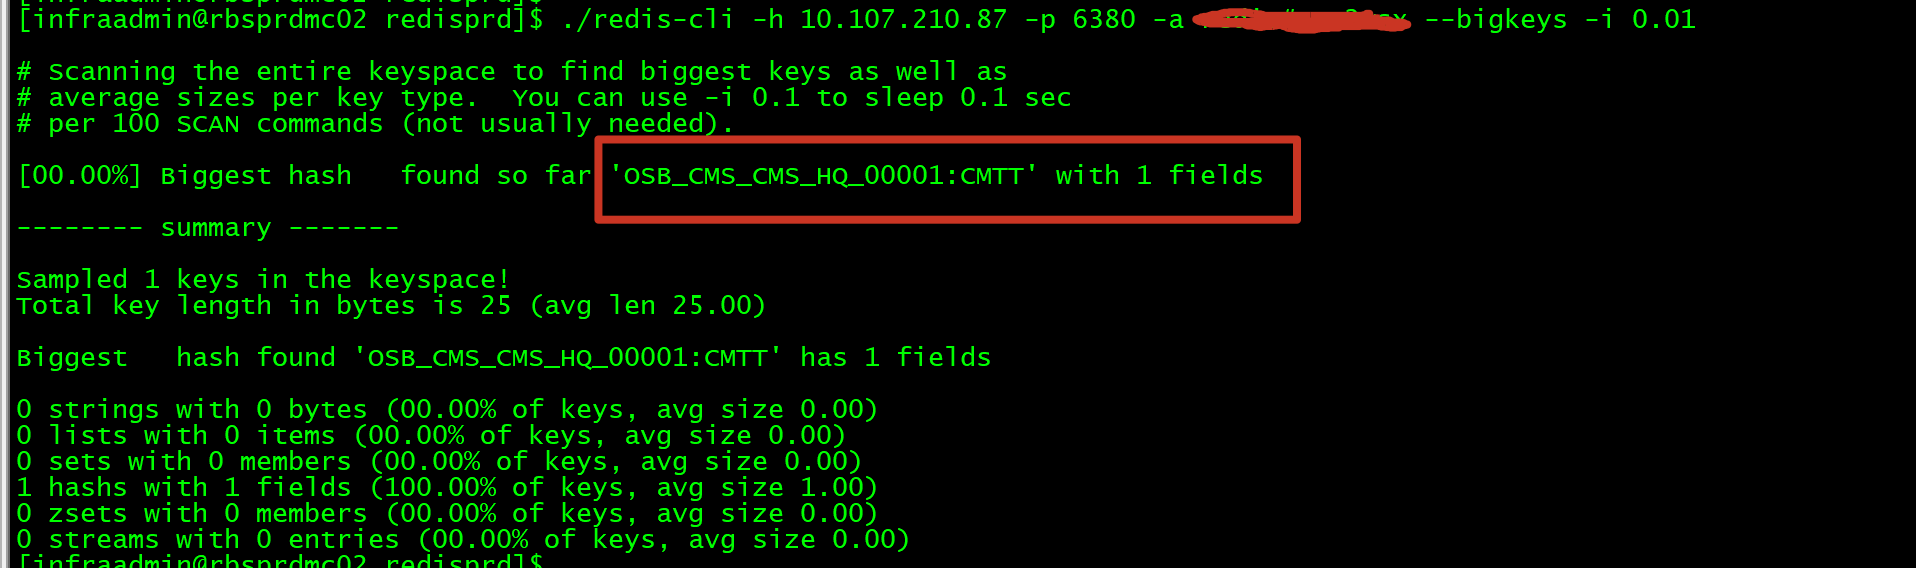 [infraadmin@rbsprdmc02 redisprd]$ ./redis-cli -h 10.107.210.87 -p 6380 -a --bigkeys -i 0.01
# Scanning the entire keyspace to find biggest keys as well as
# average sizes per key type.  You can use -i 0.1 to sleep 0.1 sec
# per 100 SCAN commands (not usually needed).
[00.00%] Biggest hash   found so far 'OSB_CMS_CMS_HQ_00001:CMTT' with 1 fields
-------- summary -------
Sampled 1 keys in the keyspace!
Total key length in bytes is 25 (avg len 25.00)
Biggest   hash found 'OSB_CMS_CMS_HQ_00001:CMTT' has 1 fields
0 strings with 0 bytes (00.00% of keys, avg size 0.00)
0 lists with 0 items (00.00% of keys, avg size 0.00)
0 sets with 0 members (00.00% of keys, avg size 0.00)
1 hashs with 1 fields (100.00% of keys, avg size 1.00)
0 zsets with 0 members (00.00% of keys, avg size 0.00)
0 streams with 0 entries (00.00% of keys, avg size 0.00)
[infraadmin@rbsprdmc02 redisprd]$